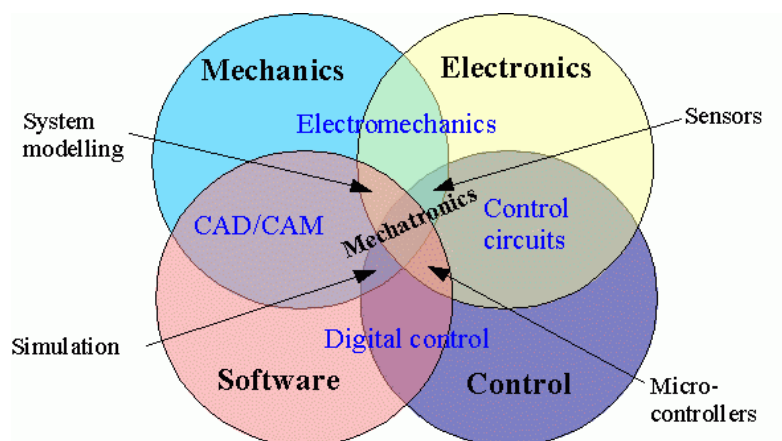 Mechanics
Electronics
System
modelling
Electromechanics
Sensors
CAD/CAM
Mechatronics
Control
circuits
Simulation
Digital control
Software
Control
Micro-
controllers